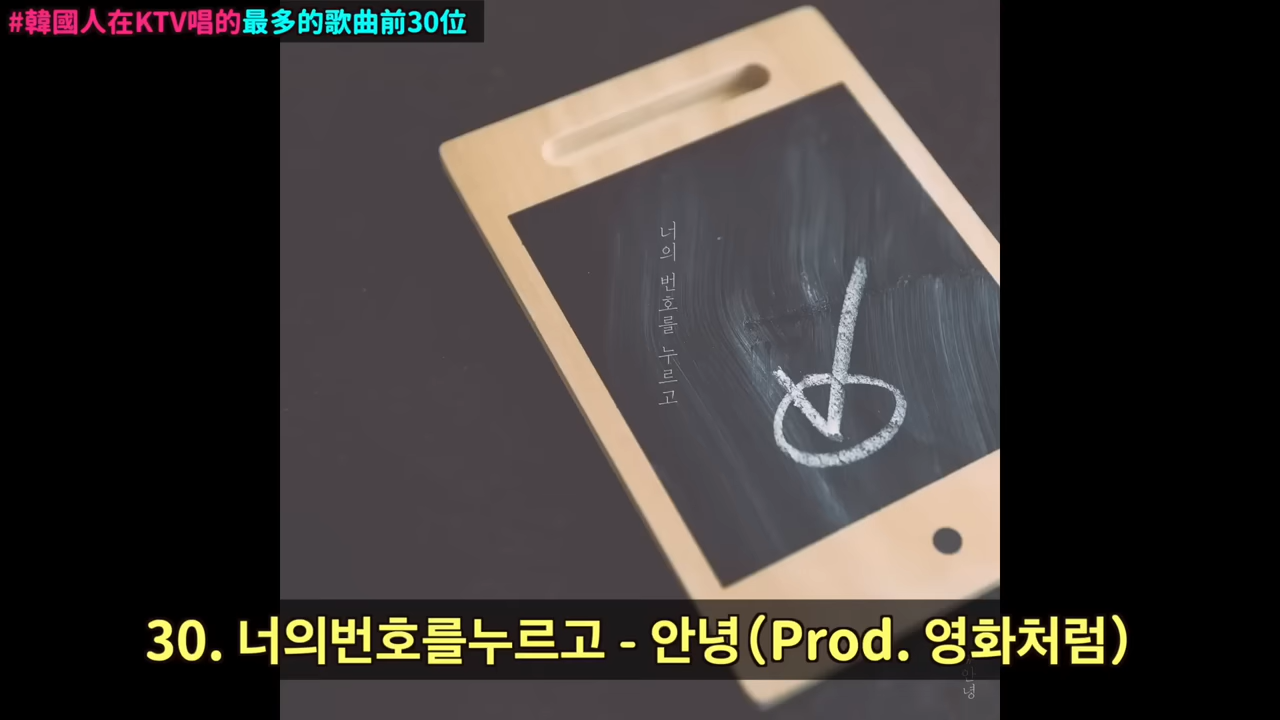 #韓國人在KTV唱的最多的歌曲前30位
너의 번호를 누르고
30. 너의번호를누르고 - 안녕(Prod. 영화처럼)
안녕